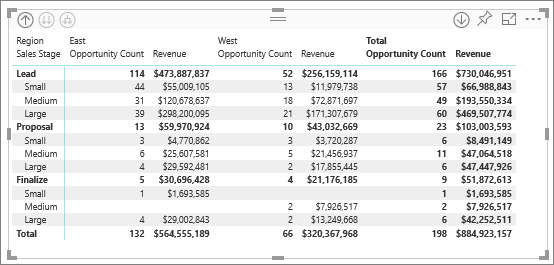 Region East West Total
Sales Stage Opportunity Count Revenue Opportunity Count Revenue Opportunity Count Revenue
Lead 114 $473,887,837 52 $256,159,114 166 $730,046,951
Small 44 $55,009,105 13 $11,979,738 57 $66,988,843
Medium 31 $120,678,637 18 $72,871,697 49 $193,550,334
Large 39 $298,200,095 21 $171,307,679 60 $469,507,774
Proposal 13 $59,970,924 10 $43,032,669 23 $103,003,593
Small 3 $4,770,862 3 $3,720,287 6 $8,491,149
Medium 6 $25,607,581 5 $21,456,937 11 $47,064,518
Large 4 $29,592,481 2 $17,855,445 6 $47,447,926
Finalize 5 $30,696,428 4 $21,176,185 9 $51,872,613
Small 1 $1,693,585 1 $1,693,585
Medium 2 $7,926,517 2 $7,926,517
Large 4 $29,002,843 2 $13,249,668 6 $42,252,511
Total 132 $564,555,189 66 $320,367,968 198 $884,923,157